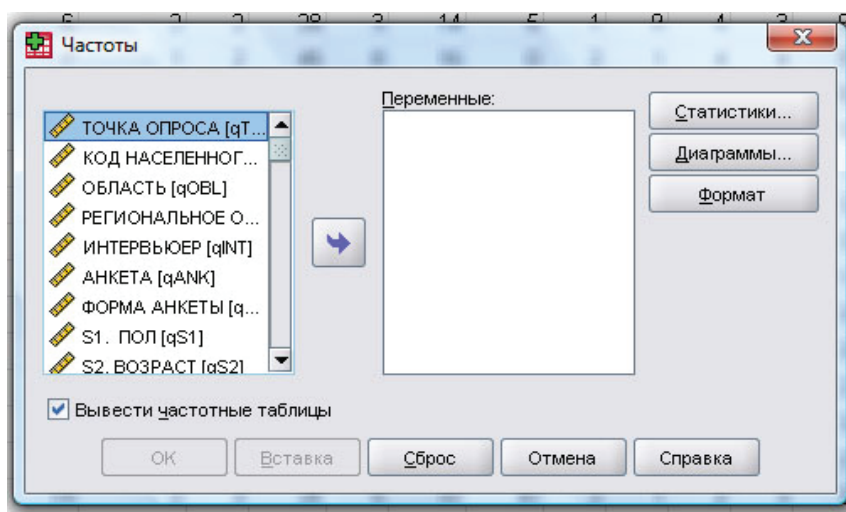 Частоты
Переменные:
ТОЧКА ОПРОСА [qT...
КОД НАСЕЛЕННОГ...
ОБЛАСТЬ [qOBL]
РЕГИОНАЛЬНОЕ О...
ИНТЕРВЬЮЕР [qINT]
АНКЕТА [qANK]
ФОРМА АНКЕТЫ [q...
S1. ПОЛ [qS1]
S2. ВОЗРАСТ [qS2]
Статистики...
Диаграммы...
Формат
Вывести частотные таблицы
ОК
Вставка
Сброс
Отмена
Справка